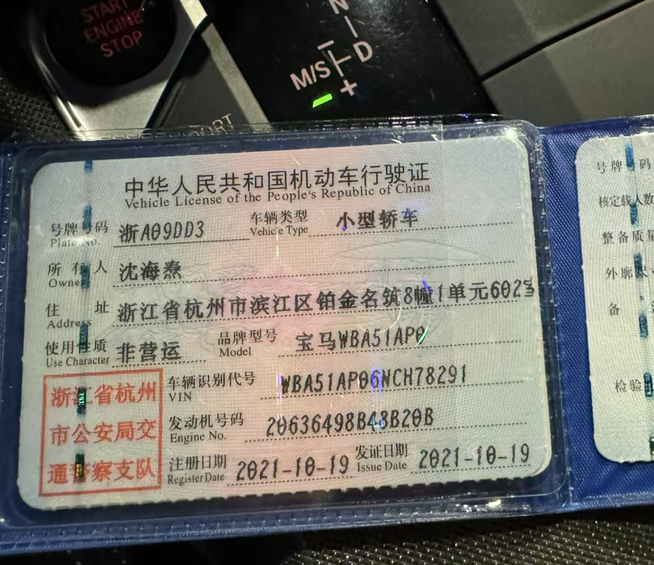 START
ENGINE
STOP
N
M/S
D
+
中华人民共和国机动车行驶证
Vehicle License of the People's Republic of China
号牌号码 浙A09DD3 车辆类型 小型轿车
Plate No. Vehicle Type
所有人 沈海焘
Owner
住址 浙江省杭州市滨江区铂金名筑8幢1单元602室
Address
使用性质 非营运 品牌型号 宝马WBA51AP0
Use Character Model
浙江省杭州
市公安局交
通警察支队
车辆识别代号 WBA51AP06NCH78291
VIN
发动机号码 20636498B48B20B
Engine No.
注册日期 2021-10-19 发证日期 2021-10-19
Register Date Issue Date
号牌号码
核定载人数
整备质量
外廓尺
备
检验